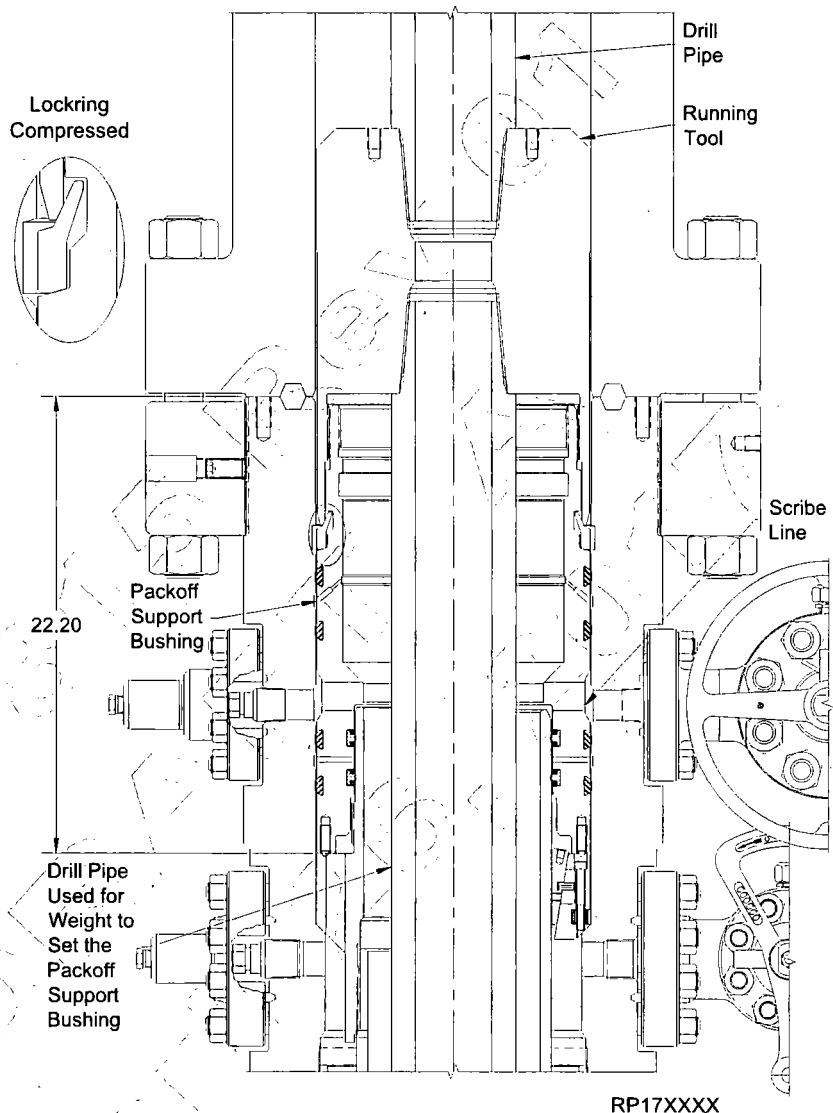 Drill
Pipe
Lockring
Compressed
Running
Tool
Scribe
Line
Packoff
Support
Bushing
22.20
Drill Pipe
Used for
Weight to
Set the
Packoff
Support
Bushing
RP17XXXX